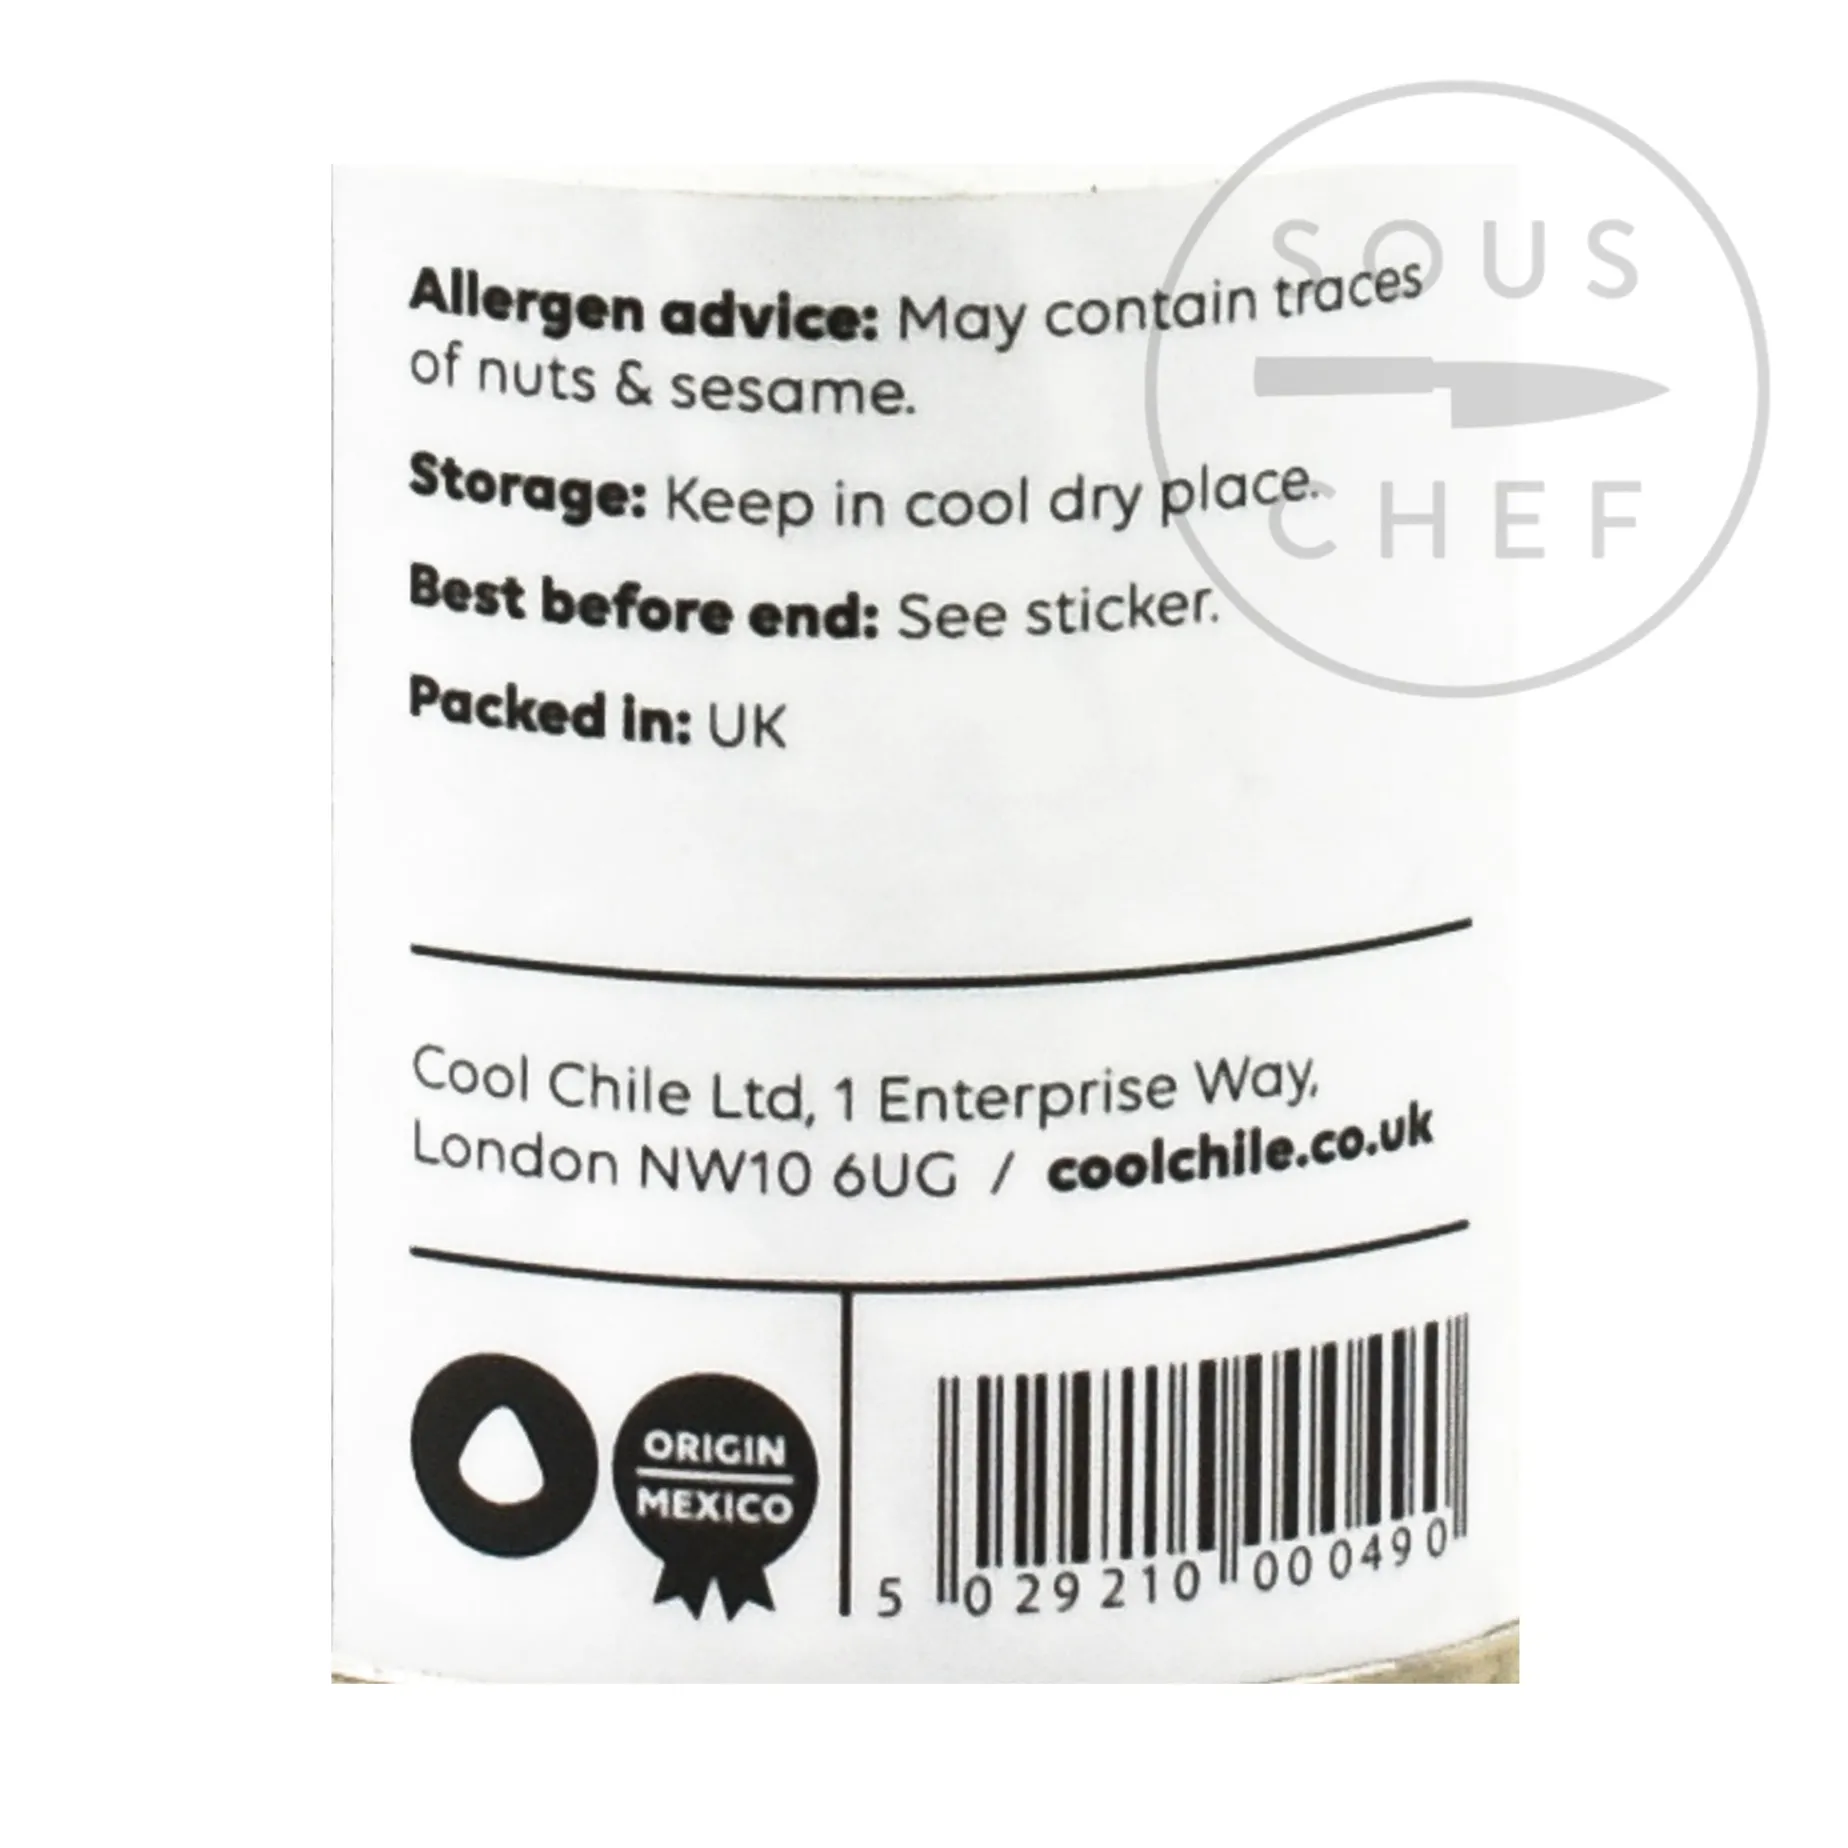 SOUS
CHEF
Allergen advice: May contain traces
of nuts & sesame.
Storage: Keep in cool dry place.
Best before end: See sticker.
Packed in: UK
Cool Chile Ltd, 1 Enterprise Way,
London NW10 6UG / coolchile.co.uk
ORIGIN
MEXICO
5 029210 000490